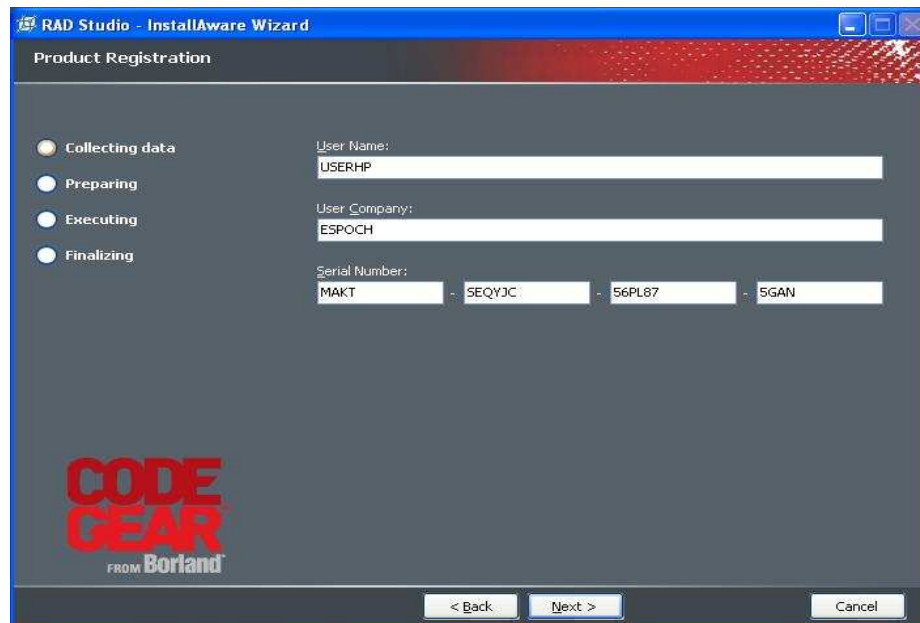 RAD Studio - InstallAware Wizard
Product Registration
Collecting data
Preparing
Executing
Finalizing
User Name:
USERHP
User Company:
ESPOCH
Serial Number:
MAKT - SEQYJC - 56PL87 - 5GAN
CODE
GEAR
FROM Borland
< Back Next > Cancel